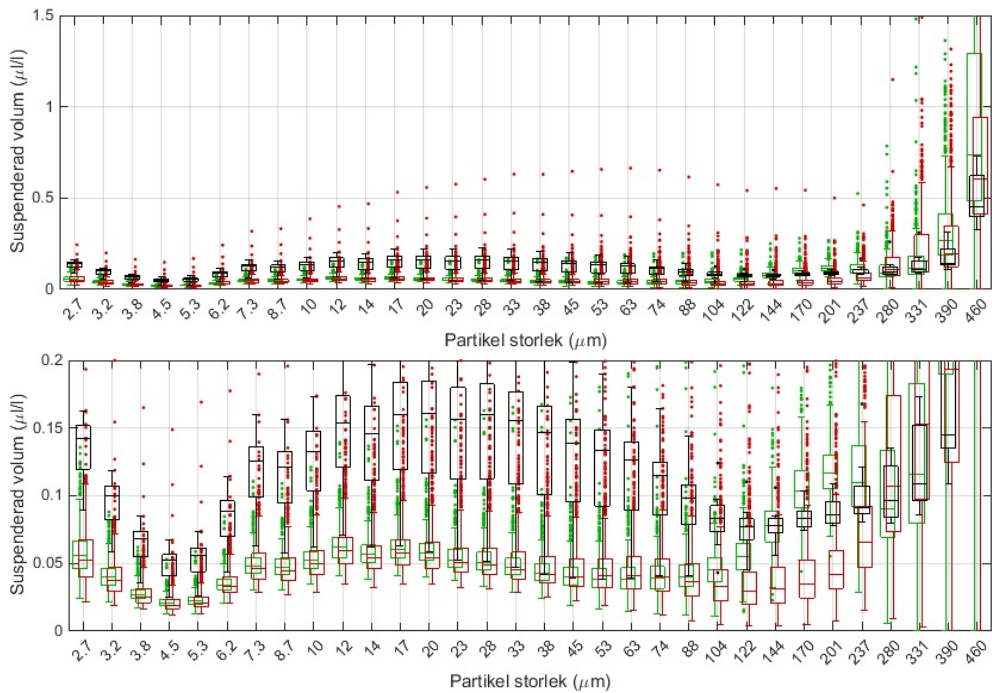 1.5
1
0.5
0
Suspenderad volum (μl/l)
2.7 3.2 3.8 4.5 5.3 6.2 7.3 8.7 10 12 14 17 20 23 28 33 38 45 53 63 74 88 104 122 144 170 201 237 280 331 390 460
Partikel storlek (μm)
0.2
0.15
0.1
0.05
0
Suspenderad volum (μl/l)
2.7 3.2 3.8 4.5 5.3 6.2 7.3 8.7 10 12 14 17 20 23 28 33 38 45 53 63 74 88 104 122 144 170 201 237 280 331 390 460
Partikel storlek (μm)